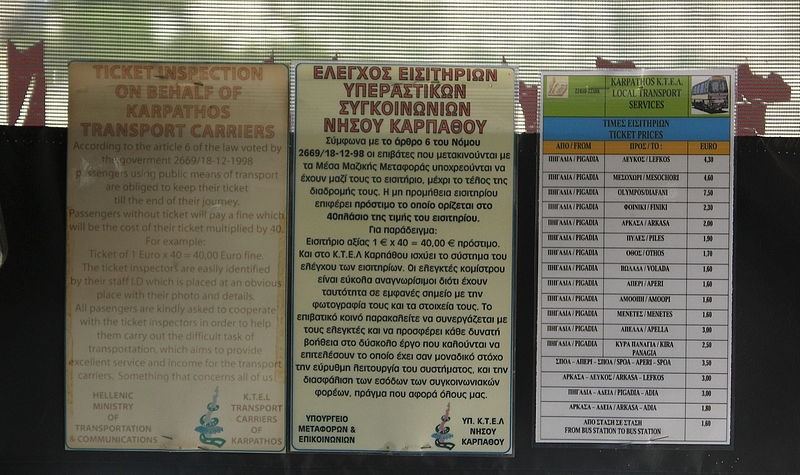 TICKET INSPECTION
ON BEHALF OF
KARPATHOS
TRANSPORT CARRIERS
According to the article 6 of the law voted by
the goverment 2669/18-12-1998
passengers using public means of transport
are obliged to keep their ticket
till the end of their journey.
Passengers without ticket will pay a fine which
will be the cost of their ticket multiplied by 40.
For example:
Ticket of 1 Euro x 40 = 40,00 Euro fine.
The ticket inspectors are easily identified
by their staff I.D which is placed at an obvious
place with their photo and details.
All pasengers are kindly asked to cooperate
with the ticket inspectors in order to help
them carry out the difficult task of
transportation, which aims to provide
excellent service and income for the transport
carriers. Something that concerns all of us
HELLENIC
MINISTRY
OF
TRANSPORTATION
& COMMUNICATIONS
K.T.E.L
TRANSPORT
CARRIERS
OF
KARPATHOS
ΕΛΕΓΧΟΣ ΕΙΣΙΤΗΡΙΩΝ
ΥΠΕΡΑΣΤΙΚΩΝ
ΣΥΓΚΟΙΝΩΝΙΩΝ
ΝΗΣΟΥ ΚΑΡΠΑΘΟΥ
Σύμφωνα με το άρθρο 6 του Νόμου
2669/18-12-98 οι επιβάτες που μετακινούνται με
τα Μέσα Μαζικής Μεταφοράς υποχρεούνται να
έχουν μαζί τους το εισιτήριο, μέχρι το τέλος της
διαδρομής τους. Η μη προμήθεια εισιτηρίου
επιφέρει πρόστιμο το οποίο ορίζεται στο
40πλάσιο της τιμής του εισιτηρίου.
Για παράδειγμα:
Εισιτήριο αξίας 1 € x 40 = 40,00 € πρόστιμο.
Και στο Κ.Τ.Ε.Λ Καρπάθου ισχύει το σύστημα του
ελέγχου των εισιτηρίων. Οι ελεγκτές κομίστρου
είναι εύκολα αναγνωρίσιμοι διότι έχουν
ταυτότητα σε εμφανές σημείο με την
φωτογραφία τους και τα στοιχεία τους. Το
επιβατικό κοινό παρακαλείτε να συνεργάζεται με
τους ελεγκτές και να προσφέρει κάθε δυνατή
βοήθεια στο δύσκολο έργο που καλούνται να
επιτελέσουν το οποίο έχει σαν μοναδικό στόχο
την εύρυθμη λειτουργία του συστήματος, και την
διασφάλιση των εσόδων των συγκοινωνιακών
φορέων, πράγμα που αφορά όλους μας.
ΥΠΟΥΡΓΕΙΟ
ΜΕΤΑΦΟΡΩΝ &
ΕΠΙΚΟΙΝΩΝΙΩΝ
ΥΠ. Κ.Τ.Ε.Λ
ΝΗΣΟΥ
ΚΑΡΠΑΘΟΥ
KARPATHOS K.T.E.A.
LOCAL TRANSPORT
SERVICES
ΤΙΜΕΣ ΕΙΣΙΤΗΡΙΩΝ
TICKET PRICES
ΑΠΟ / FROM ΠΡΟΣ / TO : EURO
ΠΗΓΑΔΙΑ / PIGADIA ΛΕΥΚΟΣ / LEFKOS 4,30
ΠΗΓΑΔΙΑ / PIGADIA ΜΕΣΟΧΩΡΙ / MESOCHORI 4,60
ΠΗΓΑΔΙΑ / PIGADIA OLYMPOS/DIAFANI 7,50
ΠΗΓΑΔΙΑ / PIGADIA ΦΟΙΝΙΚΙ / FINIKI 2,30
ΠΗΓΑΔΙΑ / PIGADIA ΑΡΚΑΣΑ / ARKASA 2,00
ΠΗΓΑΔΙΑ / PIGADIA ΠΥΛΕΣ / PILES 1,90
ΠΗΓΑΔΙΑ / PIGADIA ΟΘΟΣ / OTHOS 1,70
ΠΗΓΑΔΙΑ / PIGADIA ΒΩΛΑΔΑ / VOLADA 1,60
ΠΗΓΑΔΙΑ / PIGADIA ΑΠΕΡΙ / APERI 1,60
ΠΗΓΑΔΙΑ / PIGADIA ΑΜΟΟΠΗ / AMOOPI 1,60
ΠΗΓΑΔΙΑ / PIGADIA ΜΕΝΕΤΕΣ / MENETES 1,60
ΠΗΓΑΔΙΑ / PIGADIA ΑΠΕΛΛΑ / APELLA 3,00
ΠΗΓΑΔΙΑ / PIGADIA ΚΥΡΑ ΠΑΝΑΓΙΑ / KIRA PANAGIA 2,50
ΣΠΟΑ – ΑΠΕΡΙ – ΣΠΟΑ / SPOA – APERI - SPOA 3,50
ΑΡΚΑΣΑ – ΛΕΥΚΟΣ / ARKASA - LEFKOS 3,00
ΠΗΓΑΔΙΑ – ΑΔΕΙΑ / PIGADIA – ADIA 3,00
ΑΡΚΑΣΑ – ΑΔΕΙΑ / ARKASA - ADIA 1,80
ΑΠΟ ΣΤΑΣΗ ΣΕ ΣΤΑΣΗ
FROM BUS STATION TO BUS STATION 1,60